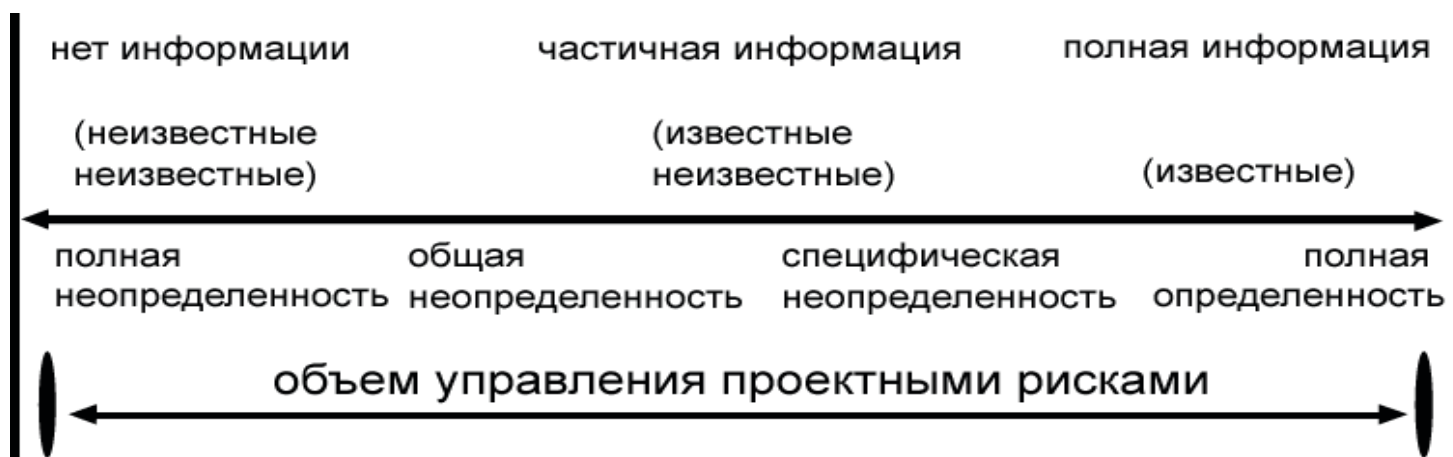 нет информации частичная информация полная информация
(неизвестные (известные
неизвестные) неизвестные) (известные)
полная общая специфическая полная
неопределенность неопределенность неопределенность определенность
объем управления проектными рисками